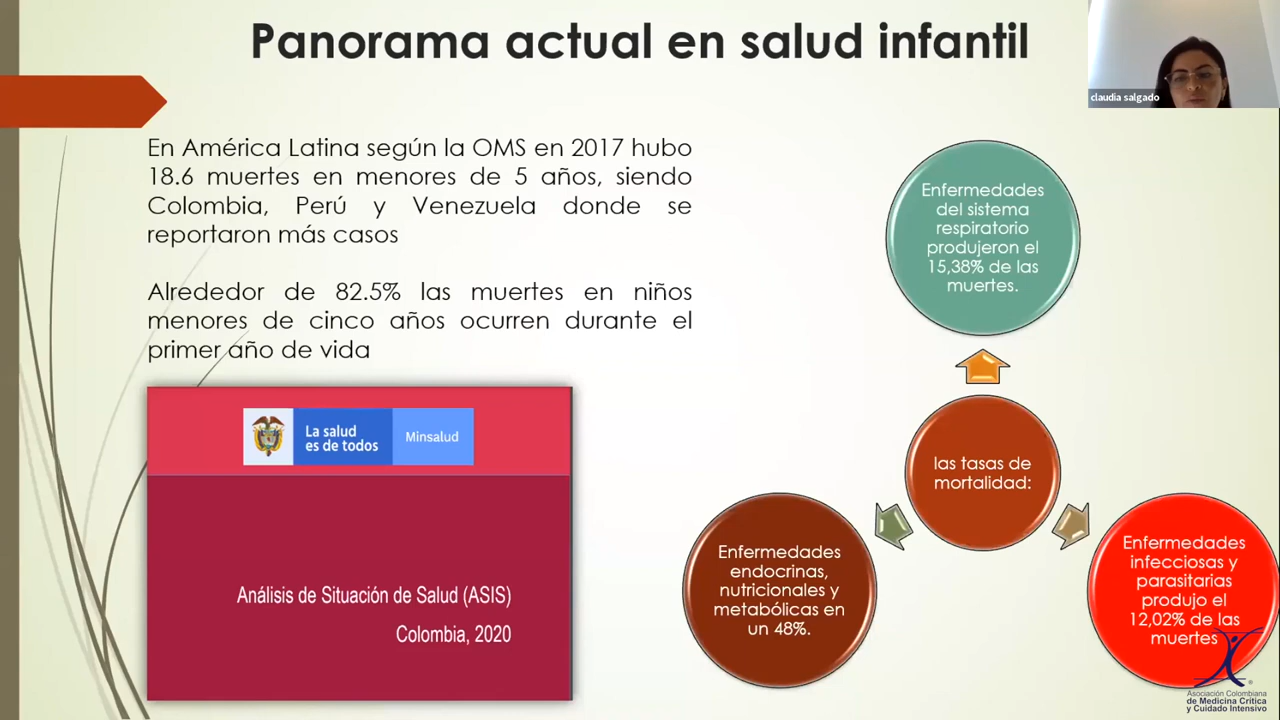 Panorama actual en salud infantil
claudia salgado
En América Latina según la OMS en 2017 hubo
18.6 muertes en menores de 5 años, siendo
Colombia, Perú y Venezuela donde se
reportaron más casos
Alrededor de 82.5% las muertes en niños
menores de cinco años ocurren durante el
primer año de vida
La salud
es de todos
Minsalud
Análisis de Situación de Salud (ASIS)
Colombia, 2020
Enfermedades
del sistema
respiratorio
produjeron el
15,38% de las
muertes.
las tasas de
mortalidad:
Enfermedades
endocrinas,
nutricionales y
metabólicas en
un 48%.
Enfermedades
infecciosas y
parasitarias
produjo el
12,02% de las
muertes
Asociación Colombiana
de Medicina Crítica
y Cuidado Intensivo